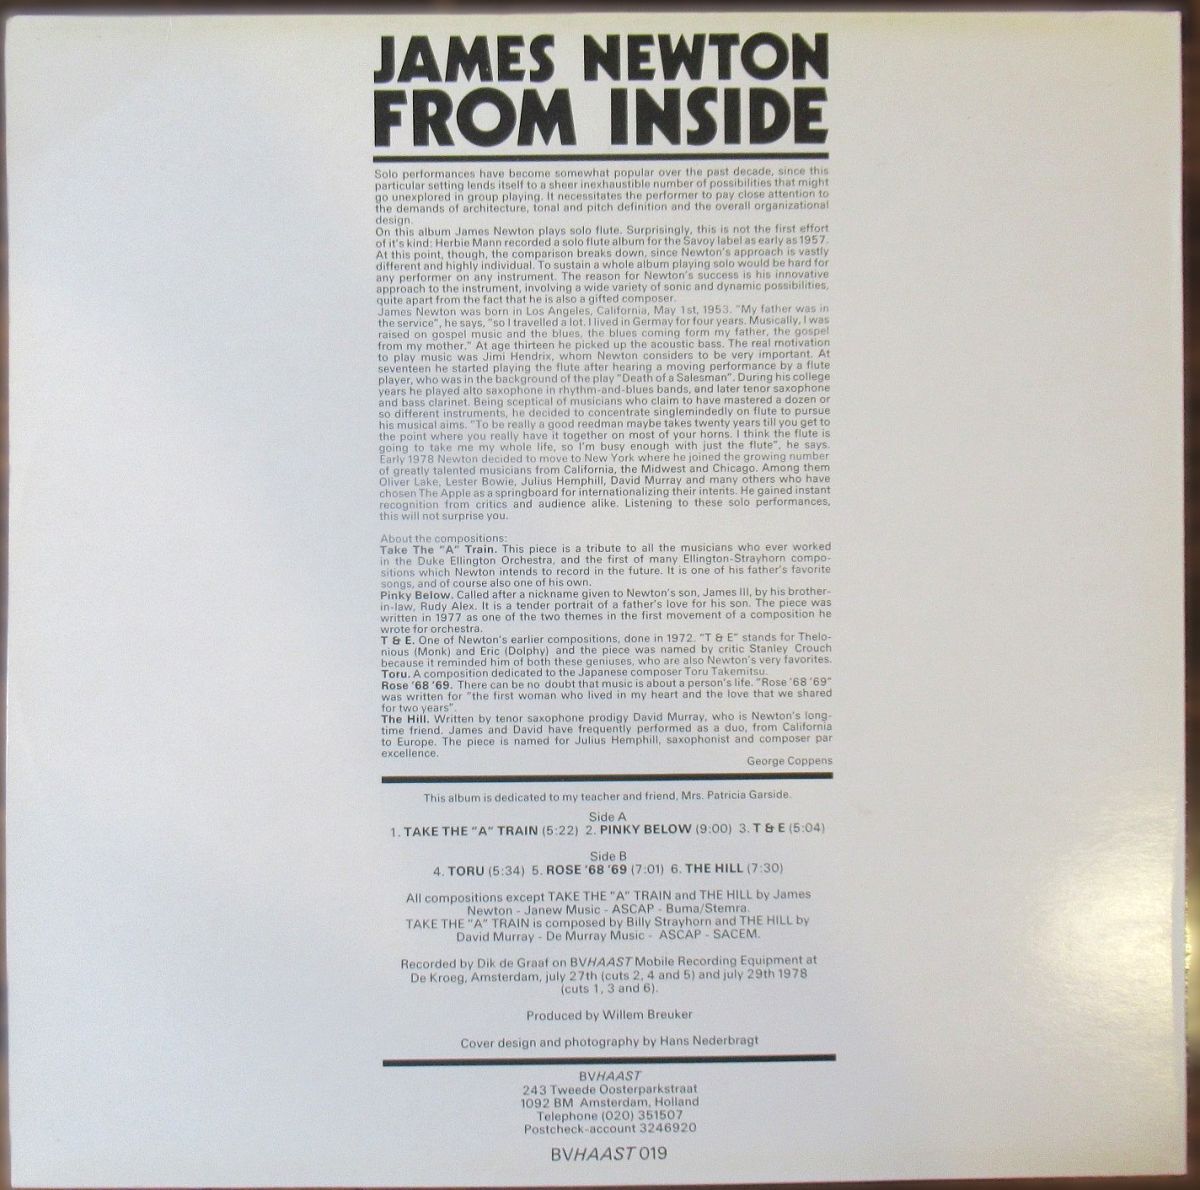 JAMES NEWTON
FROM INSIDE
Solo performances have become somewhat popular over the past decade, since this
particular setting lends itself to a sheer inexhaustible number of possibilities that might
go unexplored in group playing. It necessitates the performer to pay close attention to
the demands of architecture, tonal and pitch definition and the overall organizational
design.
On this album James Newton plays solo flute. Surprisingly, this is not the first effort
of it's kind: Herbie Mann recorded a solo flute album for the Savoy label as early as 1957.
At this point, though, the comparison breaks down, since Newton's approach is vastly
different and highly individual. To sustain a whole album playing solo would be hard for
any performer on any instrument. The reason for Newton's success is his innovative
approach to the instrument, involving a wide variety of sonic and dynamic possibilities,
quite apart from the fact that he is also a gifted composer.
James Newton was born in Los Angeles, California, May 1st, 1953. "My father was in
the service", he says, "so I travelled a lot. I lived in Germay for four years. Musically, I was
raised on gospel music and the blues, the blues coming form my father, the gospel
from my mother." At age thirteen he picked up the acoustic bass. The real motivation
to play music was Jimi Hendrix, whom Newton considers to be very important. At
seventeen he started playing the flute after hearing a moving performance by a flute
player, who was in the background of the play "Death of a Salesman". During his college
years he played alto saxophone in rhythm-and-blues bands, and later tenor saxophone
and bass clarinet. Being sceptical of musicians who claim to have mastered a dozen or
so different instruments, he decided to concentrate singlemindedly on flute to pursue
his musical aims. "To be really a good reedman maybe takes twenty years till you get to
the point where you really have it together on most of your horns. I think the flute is
going to take me my whole life, so I'm busy enough with just the flute", he says.
Early 1978 Newton decided to move to New York where he joined the growing number
of greatly talented musicians from California, the Midwest and Chicago. Among them
Oliver Lake, Lester Bowie, Julius Hemphill, David Murray and many others who have
chosen The Apple as a springboard for internationalizing their intents. He gained instant
recognition from critics and audience alike. Listening to these solo performances,
this will not surprise you.
About the compositions:
Take The "A" Train. This piece is a tribute to all the musicians who ever worked
in the Duke Ellington Orchestra, and the first of many Ellington-Strayhorn compo-
sitions which Newton intends to record in the future. It is one of his father's favorite
songs, and of course also one of his own.
Pinky Below. Called after a nickname given to Newton's son, James III, by his brother-
in-law, Rudy Alex. It is a tender portrait of a father's love for his son. The piece was
written in 1977 as one of the two themes in the first movement of a composition he
wrote for orchestra.
T & E. One of Newton's earlier compositions, done in 1972. "T & E" stands for Thelo-
nious (Monk) and Eric (Dolphy) and the piece was named by critic Stanley Crouch
because it reminded him of both these geniuses, who are also Newton's very favorites.
Toru. A composition dedicated to the Japanese composer Toru Takemitsu.
Rose '68 '69. There can be no doubt that music is about a person's life. "Rose '68 '69"
was written for "the first woman who lived in my heart and the love that we shared
for two years".
The Hill. Written by tenor saxophone prodigy David Murray, who is Newton's long-
time friend. James and David have frequently performed as a duo, from California
to Europe. The piece is named for Julius Hemphill, saxophonist and composer par
excellence.
George Coppens
This album is dedicated to my teacher and friend, Mrs. Patricia Garside.
Side A
1. TAKE THE "A" TRAIN (5:22) 2. PINKY BELOW (9:00) 3. T & E (5:04)
Side B
4. TORU (5:34) 5. ROSE '68 '69 (7:01) 6. THE HILL (7:30)
All compositions except TAKE THE "A" TRAIN and THE HILL by James
Newton - Janew Music - ASCAP - Buma/Stemra.
TAKE THE "A" TRAIN is composed by Billy Strayhorn and THE HILL by
David Murray - De Murray Music - ASCAP - SACEM.
Recorded by Dik de Graaf on BVHAAST Mobile Recording Equipment at
De Kroeg, Amsterdam, july 27th (cuts 2, 4 and 5) and july 29th 1978
(cuts 1, 3 and 6).
Produced by Willem Breuker
Cover design and photography by Hans Nederbragt
BVHAAST
243 Tweede Oosterparkstraat
1092 BM Amsterdam, Holland
Telephone (020) 351507
Postcheck-account 3246920
BVHAAST 019